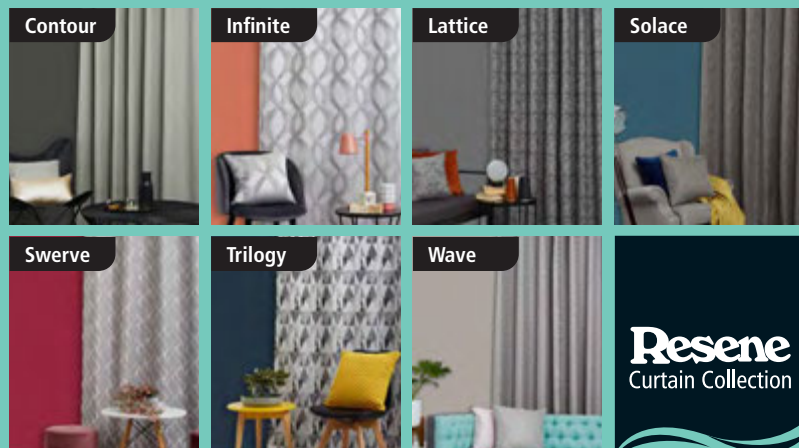 Contour
Infinite
Lattice
Solace
Swerve
Trilogy
Wave
Resene
Curtain Collection